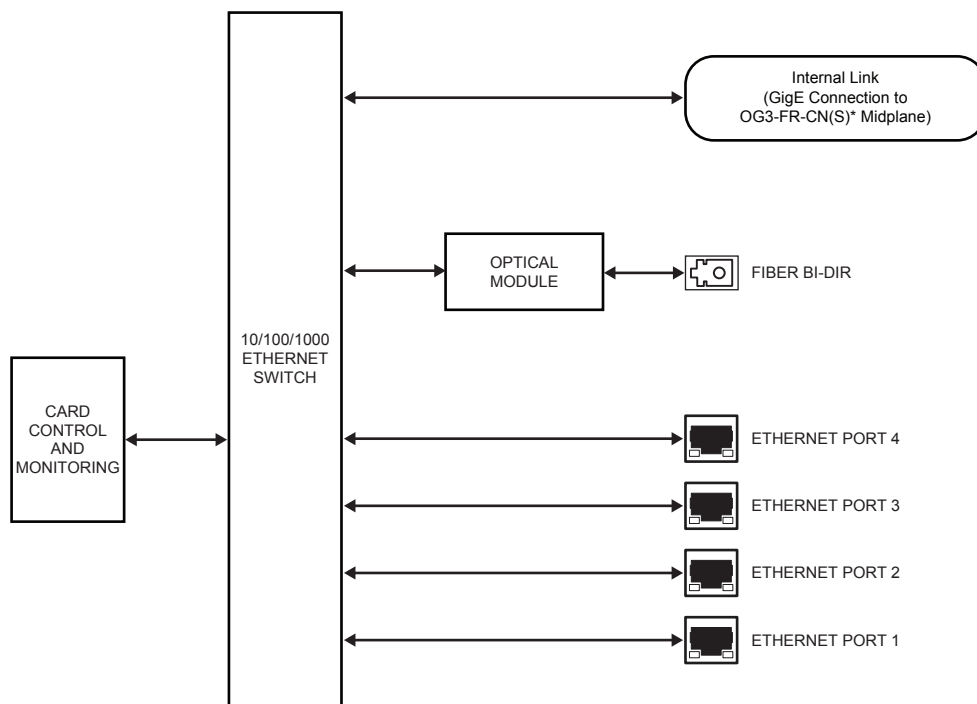 Internal Link
(GigE Connection to
OG3-FR-CN(S)* Midplane)
OPTICAL
MODULE
FIBER BI-DIR
10/100/1000
ETHERNET
SWITCH
CARD
CONTROL
AND
MONITORING
ETHERNET PORT 4
ETHERNET PORT 3
ETHERNET PORT 2
ETHERNET PORT 1